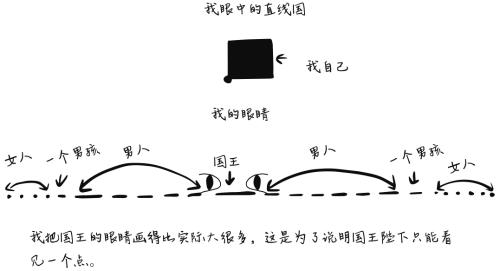 我眼中的直线国
我自己
我的眼睛
女人 一个男孩 男人 国王 男人 一个男孩 女人
我把国王的眼睛画得比实际大很多，这是为了说明国王陛下只能看
见一个点。